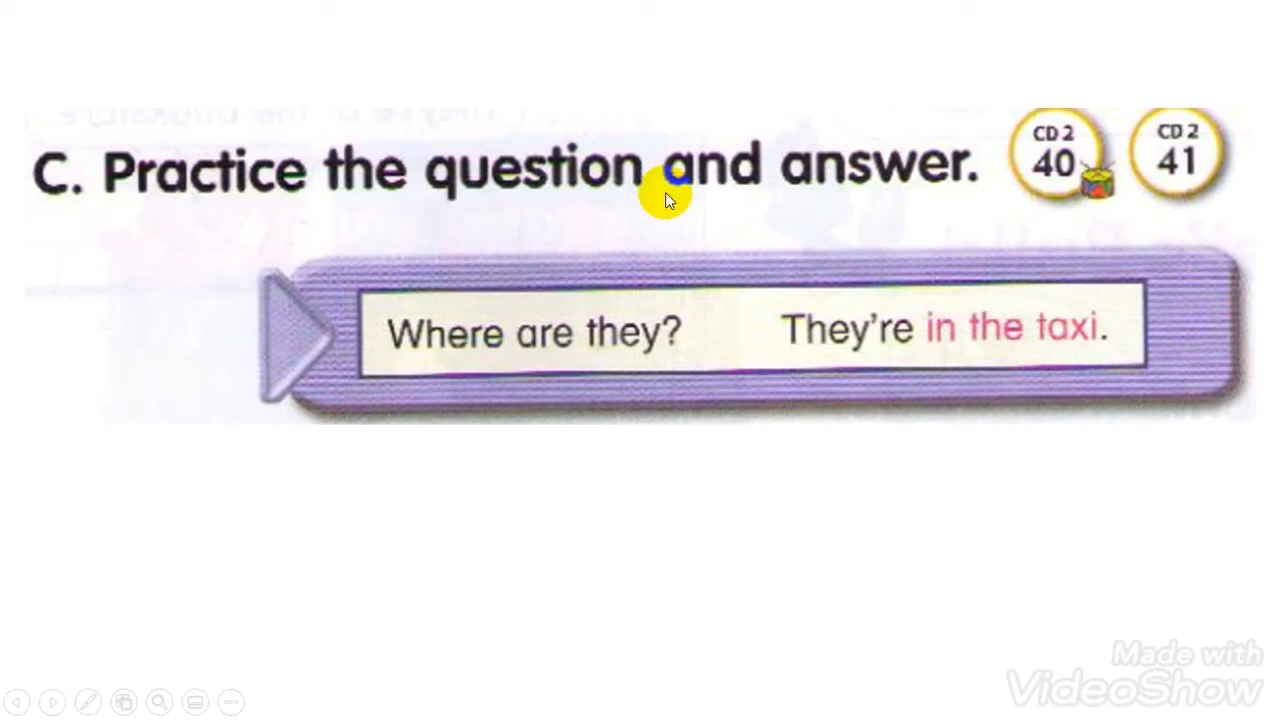 C. Practice the question and answer.
CD 2
40
CD 2
41
Where are they? They're in the taxi.
Made with
VideoShow